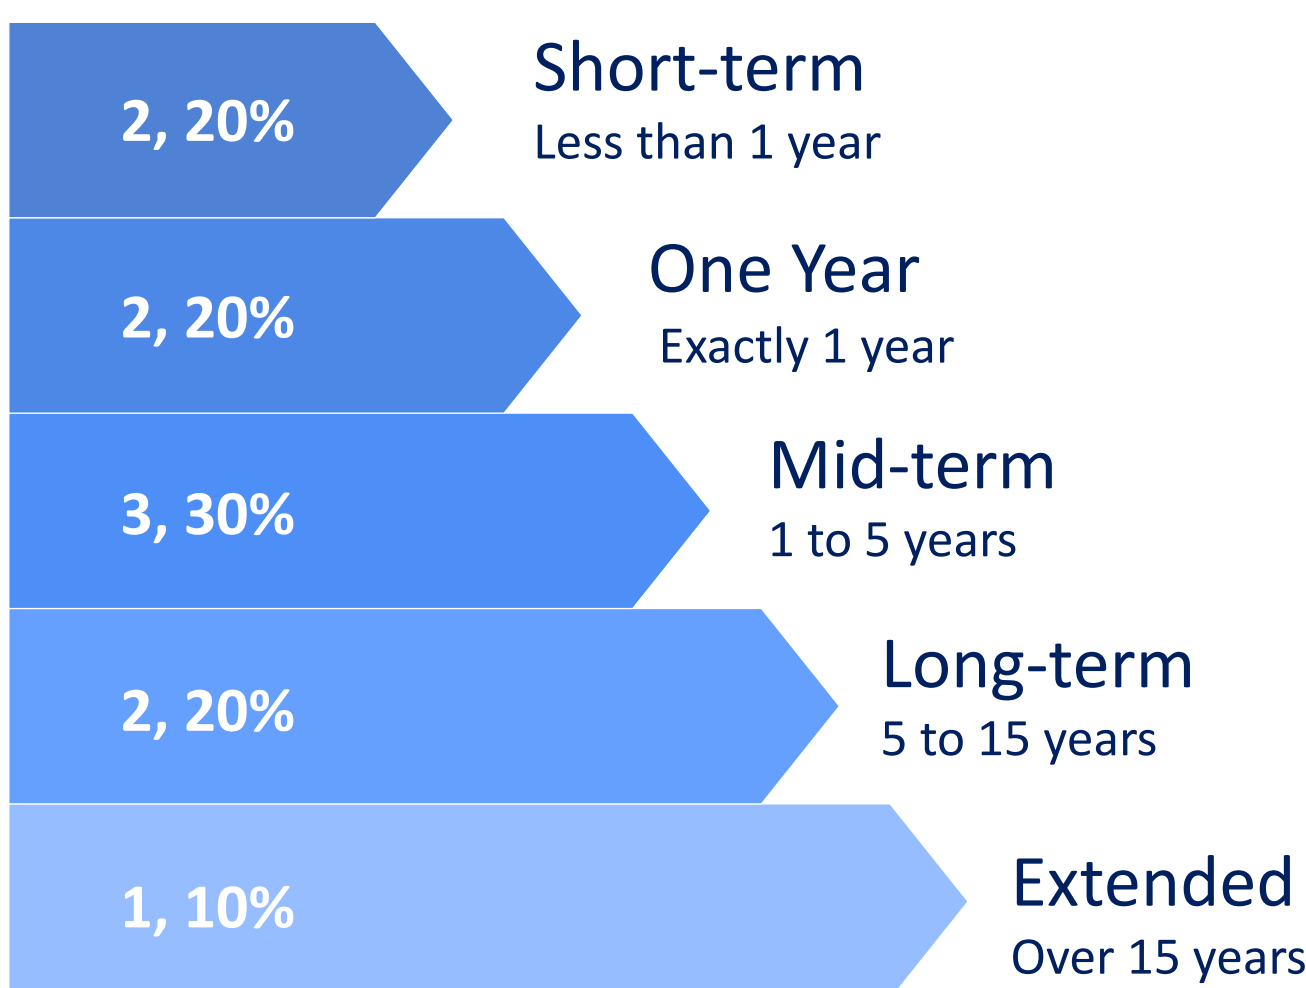 2, 20%
Short-term
Less than 1 year
2, 20%
One Year
Exactly 1 year
3, 30%
Mid-term
1 to 5 years
2, 20%
Long-term
5 to 15 years
1, 10%
Extended
Over 15 years